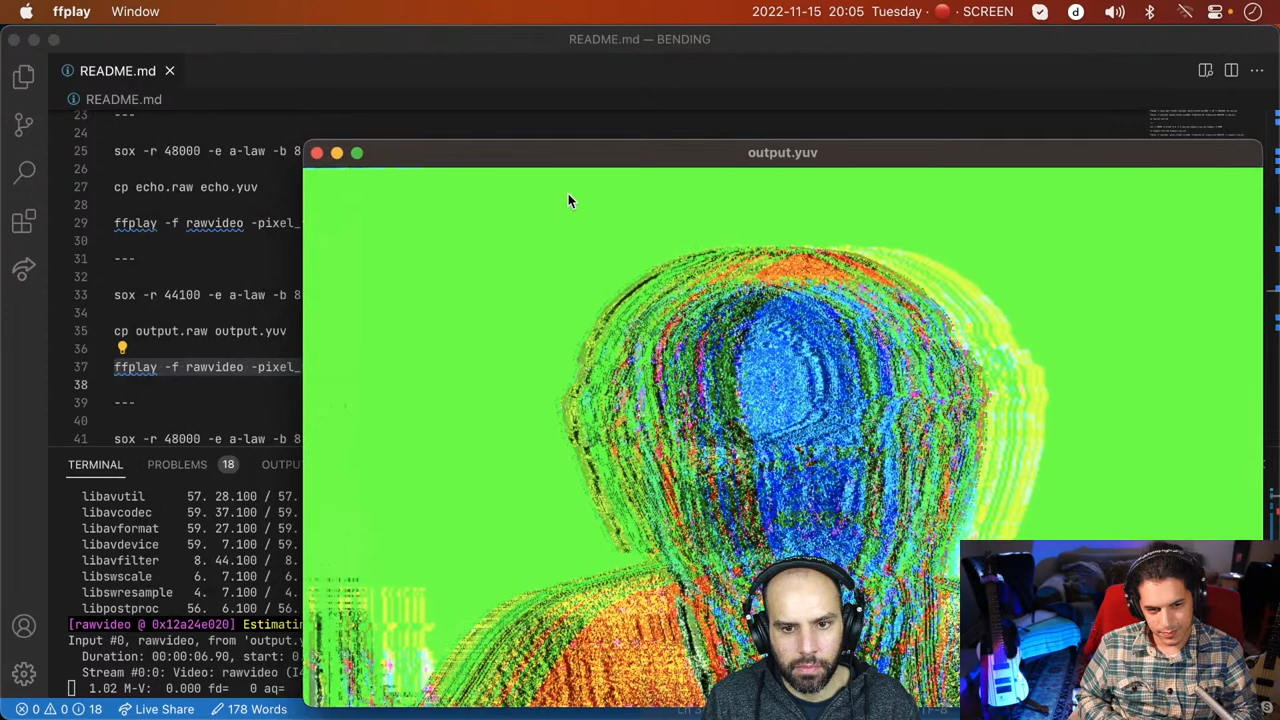 ffplay Window 2022-11-15 20:05 Tuesday SCREEN
README.md — BENDING
README.md
README.md
23 ---
24
25 sox -r 48000 -e a-law -b 8
26
27 cp echo.raw echo.yuv
28
29 ffplay -f rawvideo -pixel_
30
31 ---
32
33 sox -r 44100 -e a-law -b 8
34
35 cp output.raw output.yuv
36
37 ffplay -f rawvideo -pixel_
38
39 ---
40
41 sox -r 48000 -e a-law -b 8
output.yuv
TERMINAL PROBLEMS 18 OUTPU
libavutil 57. 28.100 / 57.
libavcodec 59. 37.100 / 59.
libavformat 59. 27.100 / 59.
libavdevice 59. 7.100 / 59.
libavfilter 8. 44.100 / 8.
libswscale 6. 7.100 / 6.
libswresample 4. 7.100 / 4.
libpostproc 56. 6.100 / 56.
[rawvideo @ 0x12a24e020] Estimatin
Input #0, rawvideo, from 'output.y
Duration: 00:00:06.90, start: 0.
Stream #0:0: Video: rawvideo (I4
1.02 M-V: 0.000 fd= 0 aq=
0 0 18 Live Share 178 Words